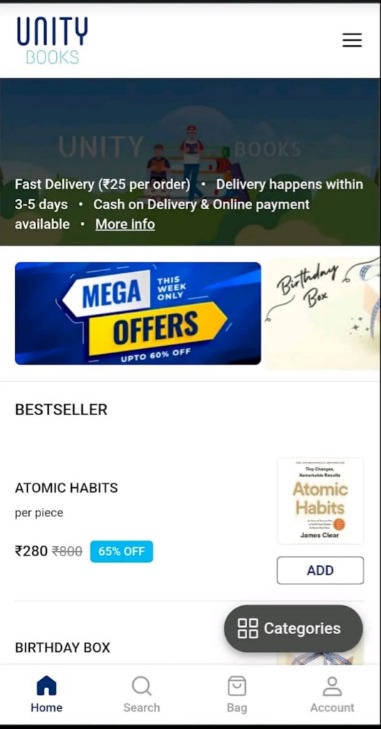 UNITY
BOOKS
UNITY BOOKS
Fast Delivery (₹25 per order) • Delivery happens within
3-5 days • Cash on Delivery & Online payment
available • More info
MEGA
THIS
WEEK
ONLY
OFFERS
UPTO 60% OFF
Birthday
Box
BESTSELLER
ATOMIC HABITS
per piece
₹280 ₹800 65% OFF
Tiny Changes,
Remarkable Results
Atomic
Habits
James Clear
ADD
Categories
BIRTHDAY BOX
Home
Search
Bag
Account